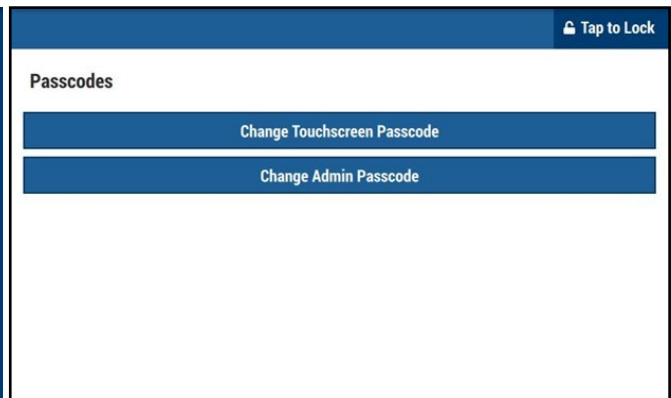 Tap to Lock
Passcodes
Change Touchscreen Passcode
Change Admin Passcode